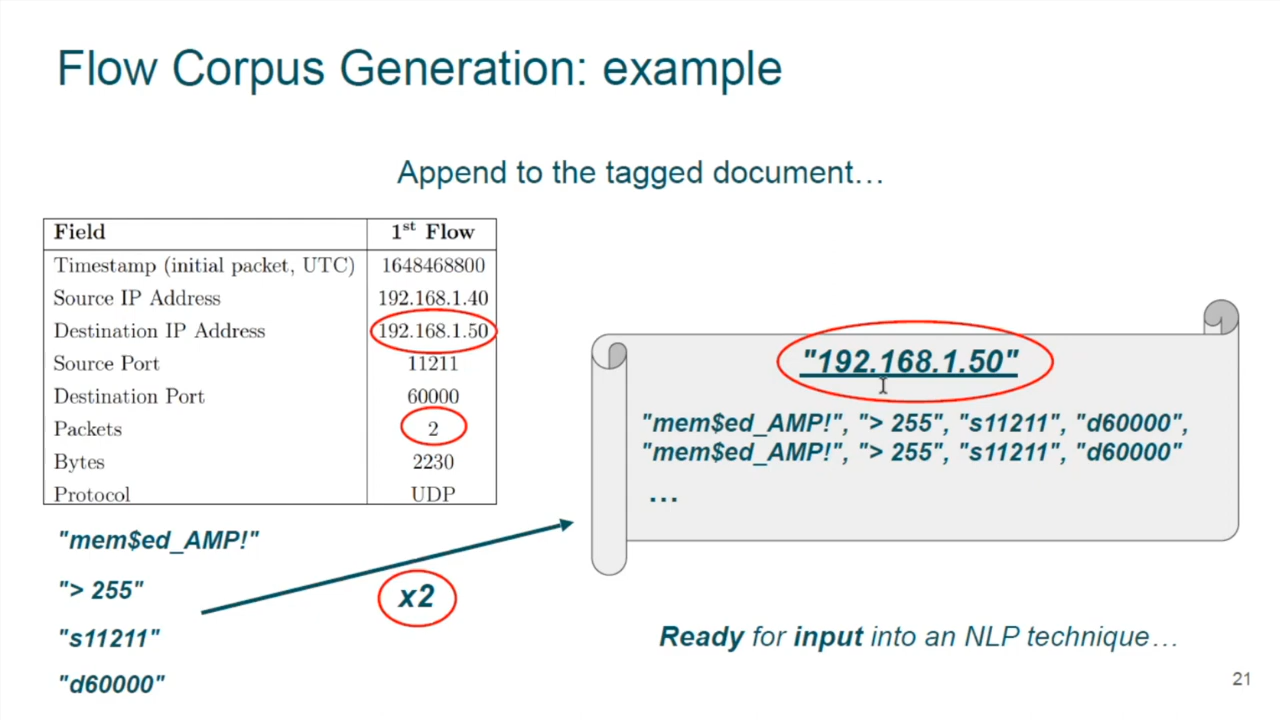 Flow Corpus Generation: example
Append to the tagged document…
Field 1st Flow
Timestamp (initial packet, UTC) 1648468800
Source IP Address 192.168.1.40
Destination IP Address 192.168.1.50
Source Port 11211
Destination Port 60000
Packets 2
Bytes 2230
Protocol UDP
"mem$ed_AMP!"
"> 255"
"s11211"
"d60000"
x2
"192.168.1.50"
"mem$ed_AMP!", "> 255", "s11211", "d60000",
"mem$ed_AMP!", "> 255", "s11211", "d60000"
…
Ready for input into an NLP technique…
21